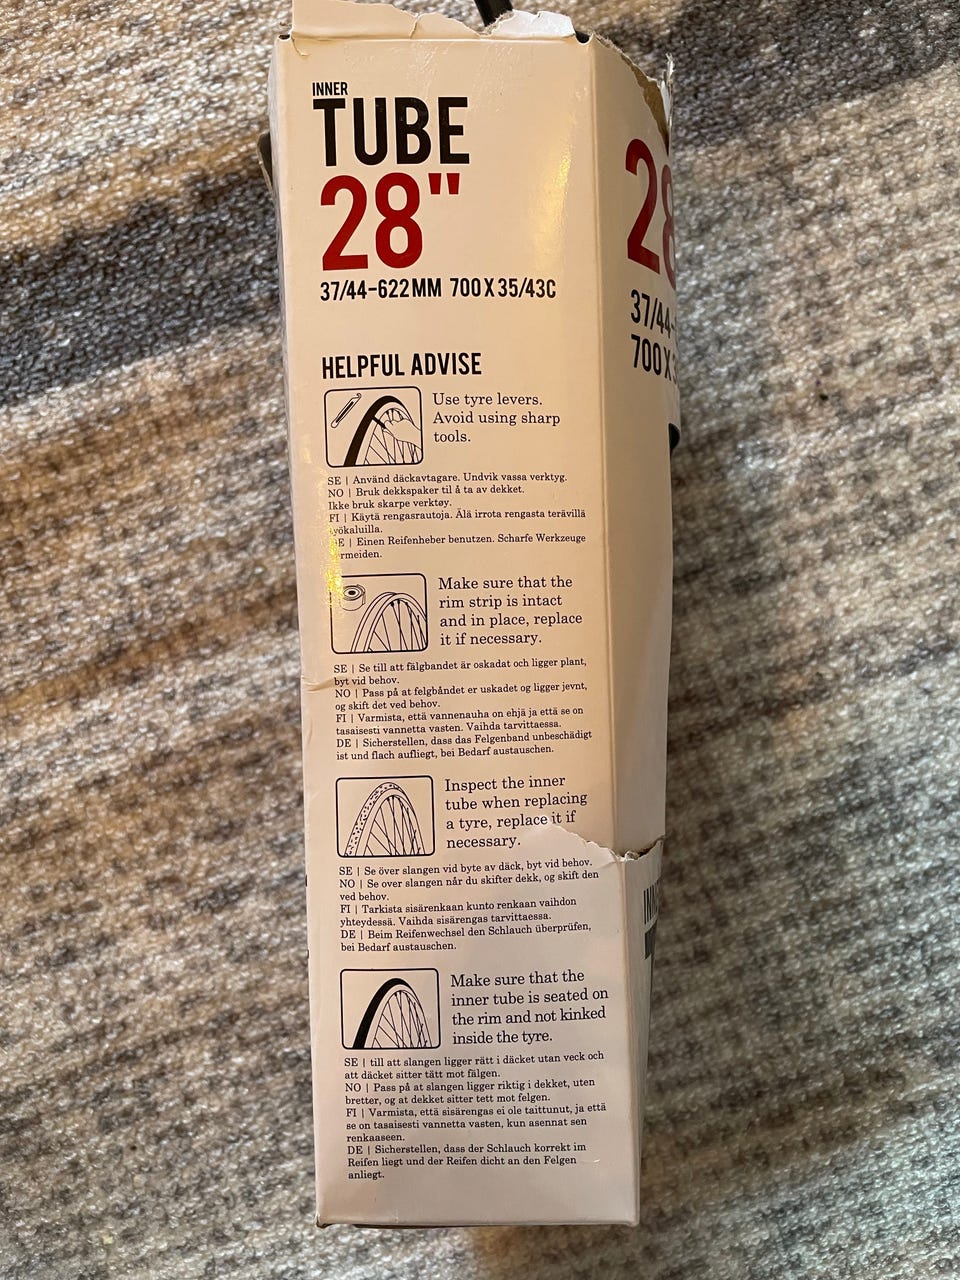 INNER
TUBE
28"
37/44-622MM 700X35/43C
HELPFUL ADVISE
Use tyre levers.
Avoid using sharp
tools.
SE | Använd däckavtagare. Undvik vassa verktyg.
NO | Bruk dekkspaker til å ta av dekket.
Ikke bruk skarpe verktøy.
FI | Käytä rengasrautoja. Älä irrota rengasta terävillä
työkaluilla.
DE | Einen Reifenheber benutzen. Scharfe Werkzeuge
ermeiden.
Make sure that the
rim strip is intact
and in place, replace
it if necessary.
SE | Se till att fälgbandet är oskadat och ligger plant,
byt vid behov.
NO | Pass på at felgbåndet er uskadet og ligger jevnt,
og skift det ved behov.
FI | Varmista, että vannenauha on ehjä ja että se on
tasaisesti vannetta vasten. Vaihda tarvittaessa.
DE | Sicherstellen, dass das Felgenband unbeschädigt
ist und flach aufliegt, bei Bedarf austauschen.
Inspect the inner
tube when replacing
a tyre, replace it if
necessary.
SE | Se över slangen vid byte av däck, byt vid behov.
NO | Se over slangen når du skifter dekk, og skift den
ved behov.
FI | Tarkista sisärenkaan kunto renkaan vaihdon
yhteydessä. Vaihda sisärengas tarvittaessa.
DE | Beim Reifenwechsel den Schlauch überprüfen,
bei Bedarf austauschen.
Make sure that the
inner tube is seated on
the rim and not kinked
inside the tyre.
SE | till att slangen ligger rätt i däcket utan veck och
att däcket sitter tätt mot fälgen.
NO | Pass på at slangen ligger riktig i dekket, uten
bretter, og at dekket sitter tett mot felgen.
FI | Varmista, että sisärengas ei ole taittunut, ja että
se on tasaisesti vannetta vasten, kun asennat sen
renkaaseen.
DE | Sicherstellen, dass der Schlauch korrekt im
Reifen liegt und der Reifen dicht an den Felgen
anliegt.
28
37/44-
700X3